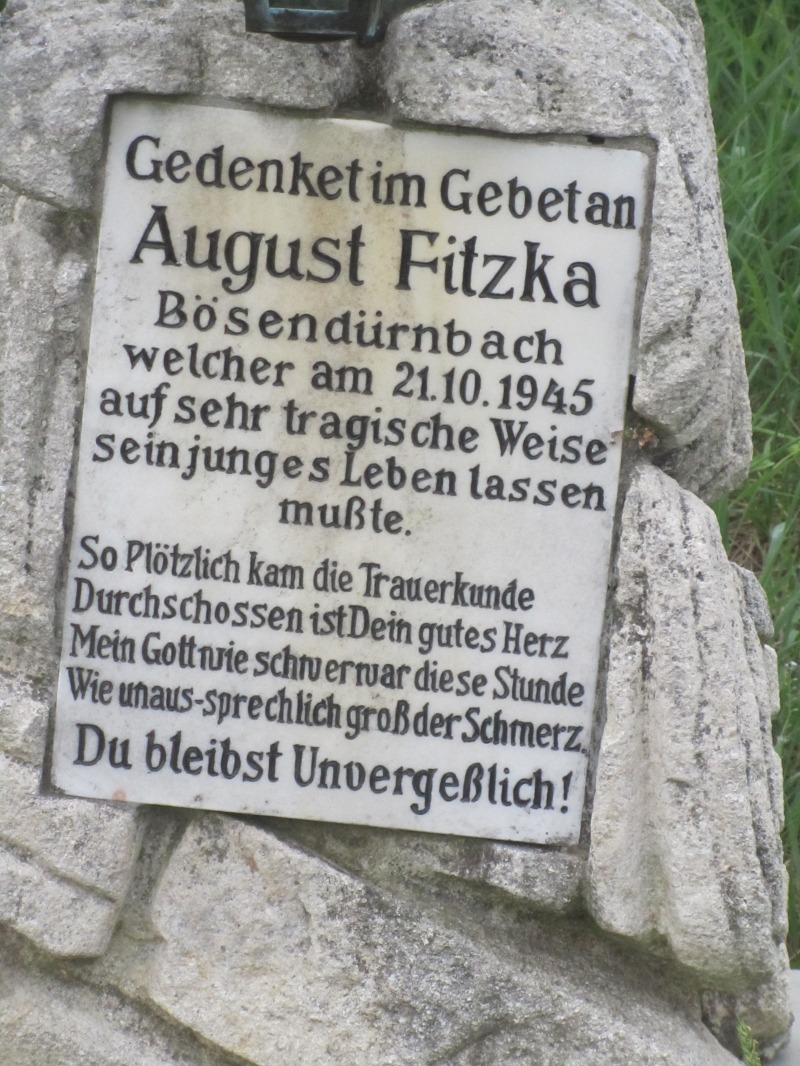 Gedenket im Gebet an
August Fitzka
Bösendürnbach
welcher am 21.10.1945
auf sehr tragische Weise
sein junges Leben lassen
mußte.
So Plötzlich kam die Trauerkunde
Durchschossen ist Dein gutes Herz
Mein Gott wie schwer war diese Stunde
Wie unaus-sprechlich groß der Schmerz.
Du bleibst Unvergeßlich!